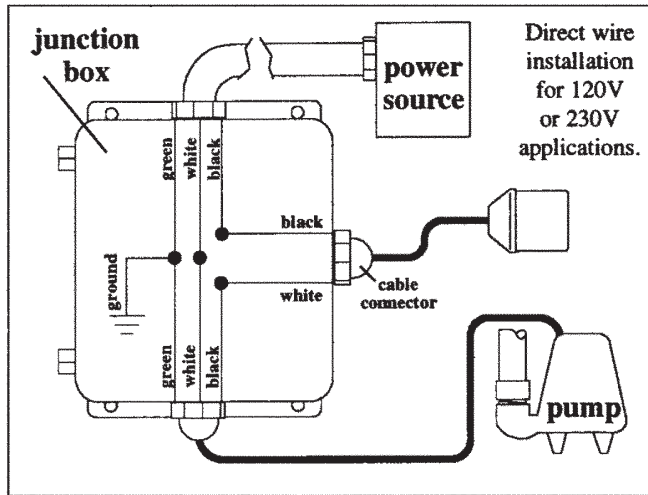 junction
box
power
source
Direct wire
installation
for 120V
or 230V
applications.
green
white
black
black
ground
white
cable
connector
green
white
black
pump